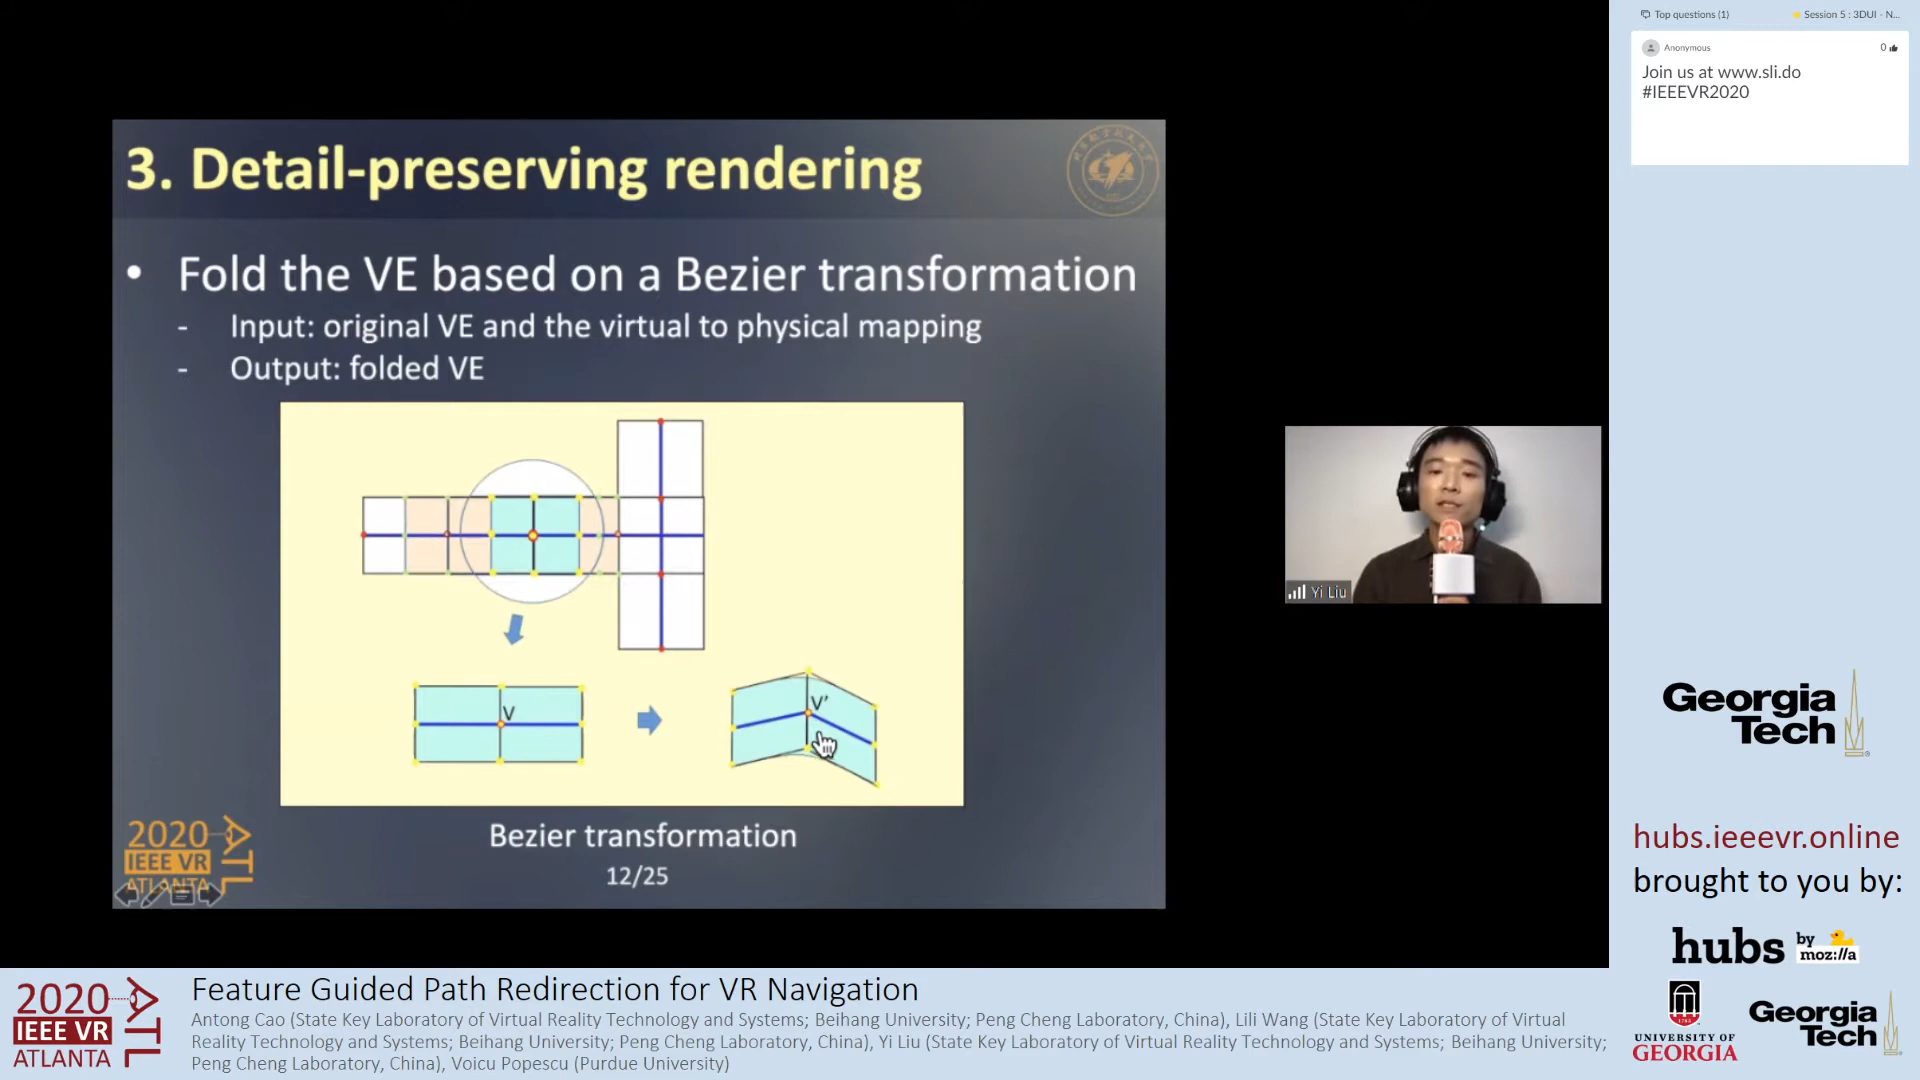 Top questions (1)
Session 5 : 3DUI - N...
Anonymous
0
Join us at www.sli.do
#IEEEVR2020
3. Detail-preserving rendering
• Fold the VE based on a Bezier transformation
- Input: original VE and the virtual to physical mapping
- Output: folded VE
V
V'
Bezier transformation
12/25
2020
IEEE VR
ATLANTA
ATL
Yi Liu
Georgia
Tech
hubs.ieeevr.online
brought to you by:
hubs by
moz://a
UNIVERSITY OF
GEORGIA
Georgia
Tech
2020
IEEE VR
ATLANTA
ATL
Feature Guided Path Redirection for VR Navigation
Antong Cao (State Key Laboratory of Virtual Reality Technology and Systems; Beihang University; Peng Cheng Laboratory, China), Lili Wang (State Key Laboratory of Virtual
Reality Technology and Systems; Beihang University; Peng Cheng Laboratory, China), Yi Liu (State Key Laboratory of Virtual Reality Technology and Systems; Beihang University;
Peng Cheng Laboratory, China), Voicu Popescu (Purdue University)